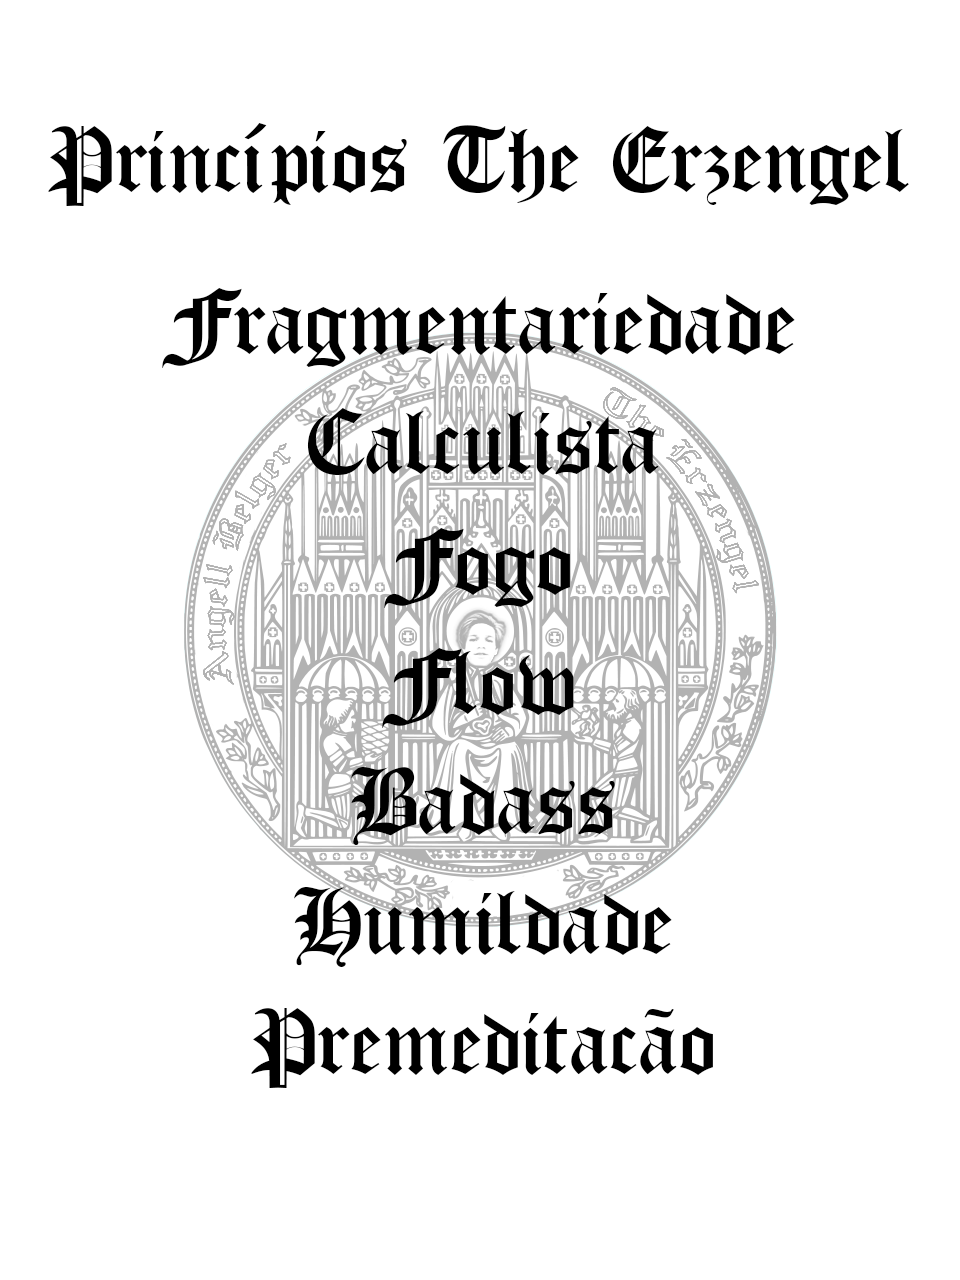 Princípios The Erzengel
Fragmentariedade
Calculista
Fogo
Flow
Badass
Humildade
Premeditacão
Angell Belger
The Erzengel